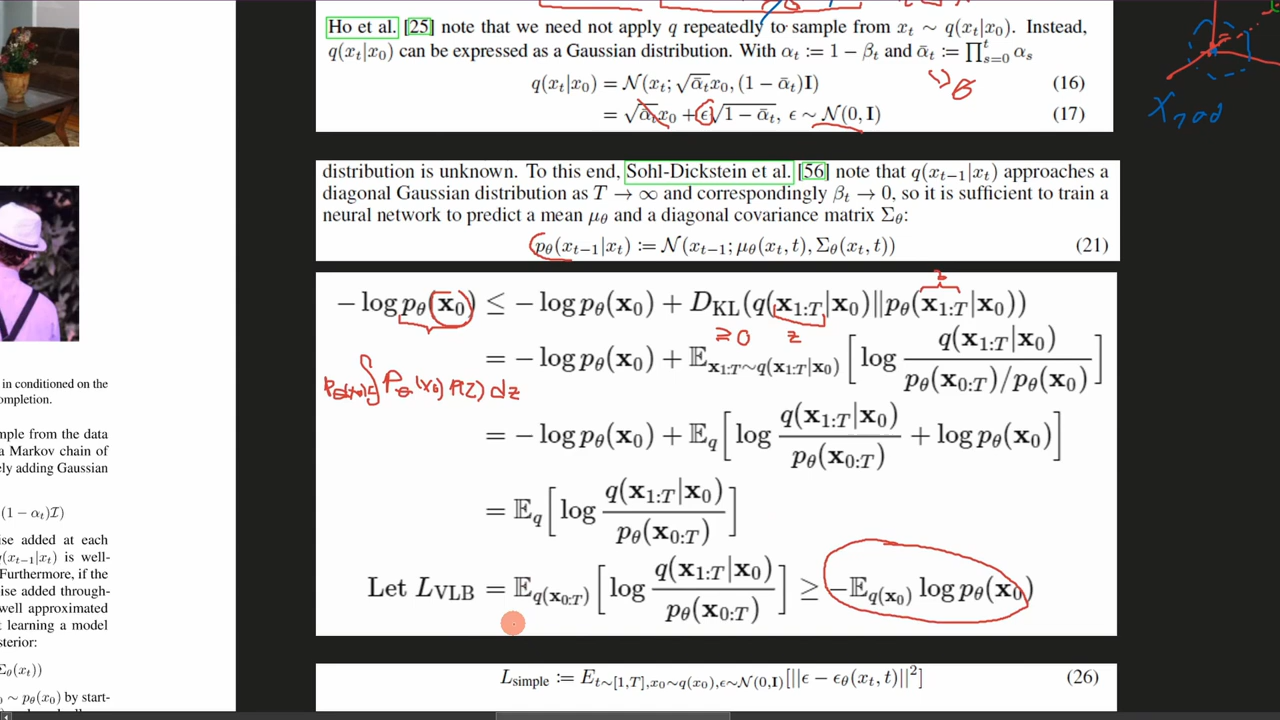 Ho et al. [25] note that we need not apply q repeatedly to sample from x_t ∼ q(x_t|x_0). Instead,
q(x_t|x_0) can be expressed as a Gaussian distribution. With α_t := 1 − β_t and ᾱ_t := ∏_{s=0}^{t} α_s
q(x_t|x_0) = N(x_t; √ᾱ_t x_0, (1 − ᾱ_t)I) (16)
= √ᾱ_t x_0 + ε√(1 − ᾱ_t), ε ∼ N(0, I) (17)
distribution is unknown. To this end, Sohl-Dickstein et al. [56] note that q(x_{t−1}|x_t) approaches a
diagonal Gaussian distribution as T → ∞ and correspondingly β_t → 0, so it is sufficient to train a
neural network to predict a mean μ_θ and a diagonal covariance matrix Σ_θ:
p_θ(x_{t−1}|x_t) := N(x_{t−1}; μ_θ(x_t, t), Σ_θ(x_t, t)) (21)
− log p_θ(x_0) ≤ − log p_θ(x_0) + D_KL(q(x_{1:T}|x_0)‖p_θ(x_{1:T}|x_0))
≥0 z
= − log p_θ(x_0) + E_{x_{1:T}∼q(x_{1:T}|x_0)} [log q(x_{1:T}|x_0) / (p_θ(x_{0:T})/p_θ(x_0))]
= − log p_θ(x_0) + E_q [log q(x_{1:T}|x_0) / p_θ(x_{0:T}) + log p_θ(x_0)]
= E_q [log q(x_{1:T}|x_0) / p_θ(x_{0:T})]
Let L_VLB = E_{q(x_{0:T})} [log q(x_{1:T}|x_0) / p_θ(x_{0:T})] ≥ −E_{q(x_0)} log p_θ(x_0)
L_simple := E_{t∼[1,T],x_0∼q(x_0),ε∼N(0,I)}[||ε − ε_θ(x_t, t)||²] (26)
in conditioned on the
completion.
mple from the data
a Markov chain of
ely adding Gaussian
(1 − α_t)I)
ise added at each
q(x_{t−1}|x_t) is well-
Furthermore, if the
ise added through-
well approximated
t learning a model
sterior:
Σ_θ(x_t))
∼ p_θ(x_0) by start-